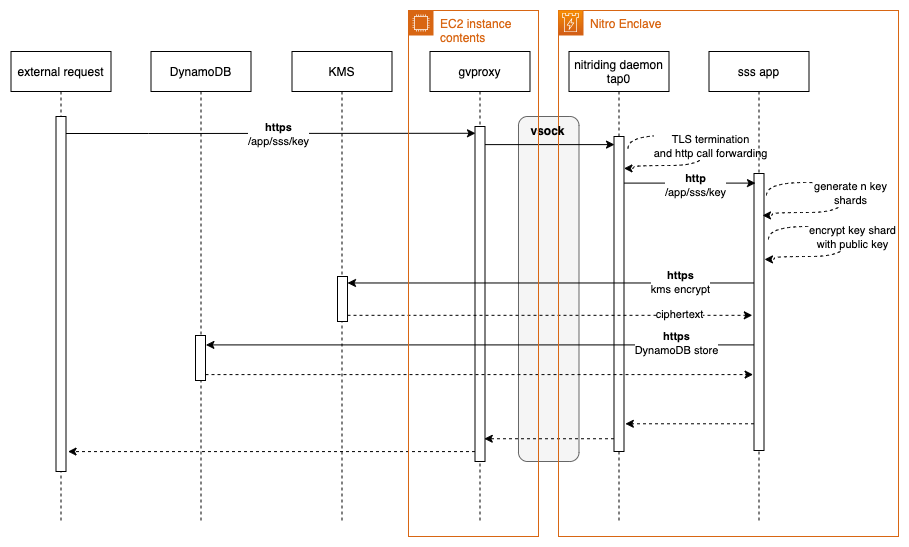 EC2 instance
contents
Nitro Enclave
external request
DynamoDB
KMS
gvproxy
nitriding daemon
tap0
sss app
https
/app/sss/key
vsock
TLS termination
and http call forwarding
http
/app/sss/key
generate n key
shards
encrypt key shard
with public key
https
kms encrypt
ciphertext
https
DynamoDB store